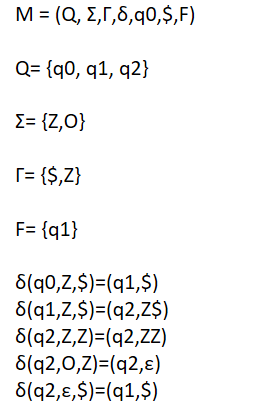 M = (Q, Σ,Γ,δ,q0,$,F)
Q= {q0, q1, q2}
Σ= {Z,O}
Γ= {$,Z}
F= {q1}
δ(q0,Z,$)=(q1,$)
δ(q1,Z,$)=(q2,Z$)
δ(q2,Z,Z)=(q2,ZZ)
δ(q2,O,Z)=(q2,ε)
δ(q2,ε,$)=(q1,$)